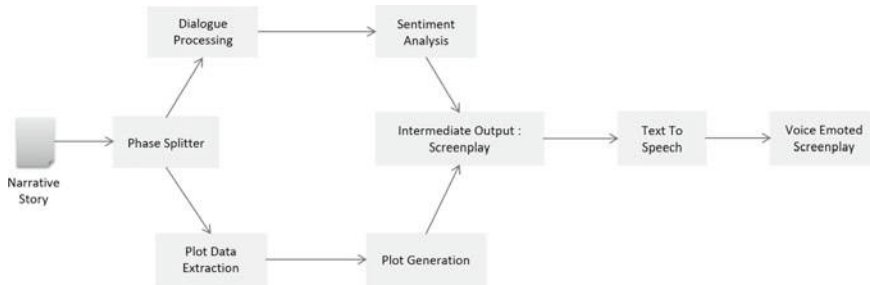 Narrative
Story
Phase Splitter
Dialogue
Processing
Sentiment
Analysis
Plot Data
Extraction
Plot Generation
Intermediate Output :
Screenplay
Text To
Speech
Voice Emoted
Screenplay